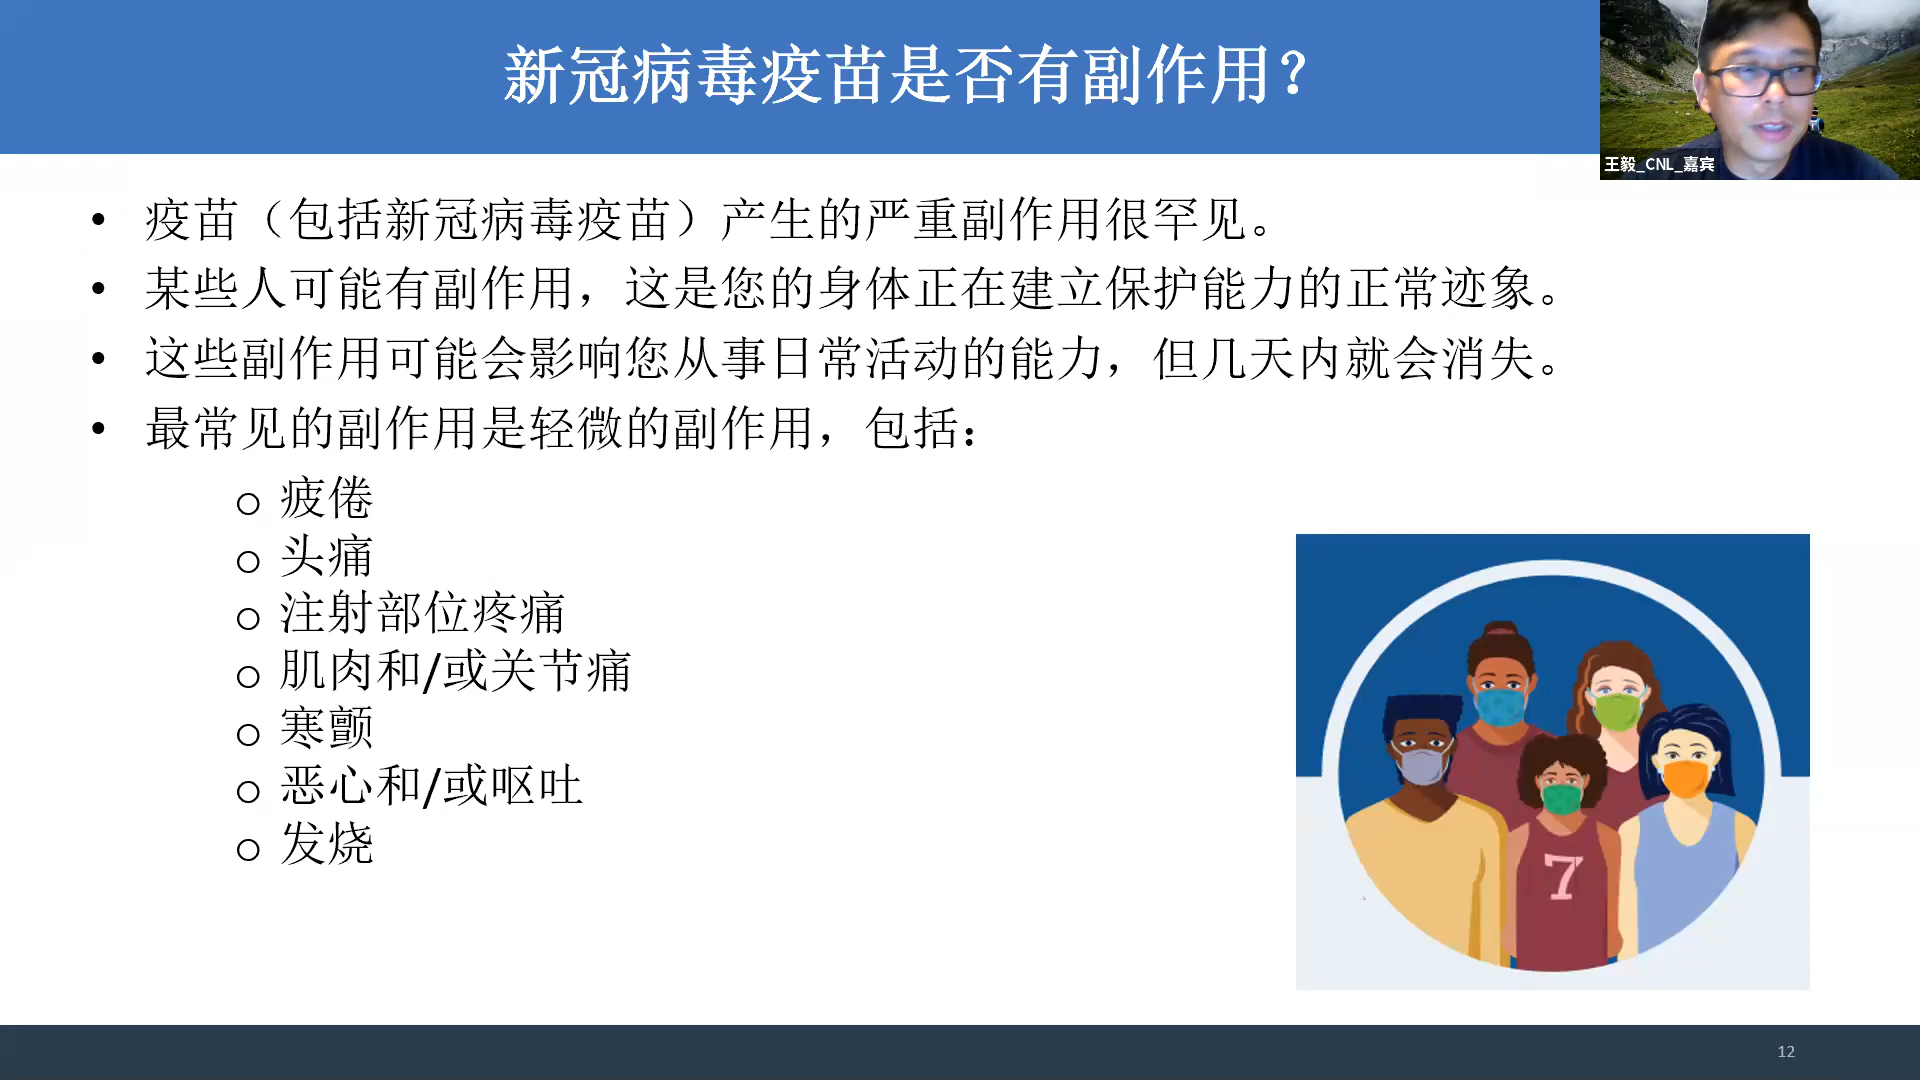 新冠病毒疫苗是否有副作用？
王毅_CNL_嘉宾
• 疫苗（包括新冠病毒疫苗）产生的严重副作用很罕见。
• 某些人可能有副作用，这是您的身体正在建立保护能力的正常迹象。
• 这些副作用可能会影响您从事日常活动的能力，但几天内就会消失。
• 最常见的副作用是轻微的副作用，包括：
o 疲倦
o 头痛
o 注射部位疼痛
o 肌肉和/或关节痛
o 寒颤
o 恶心和/或呕吐
o 发烧
7
12